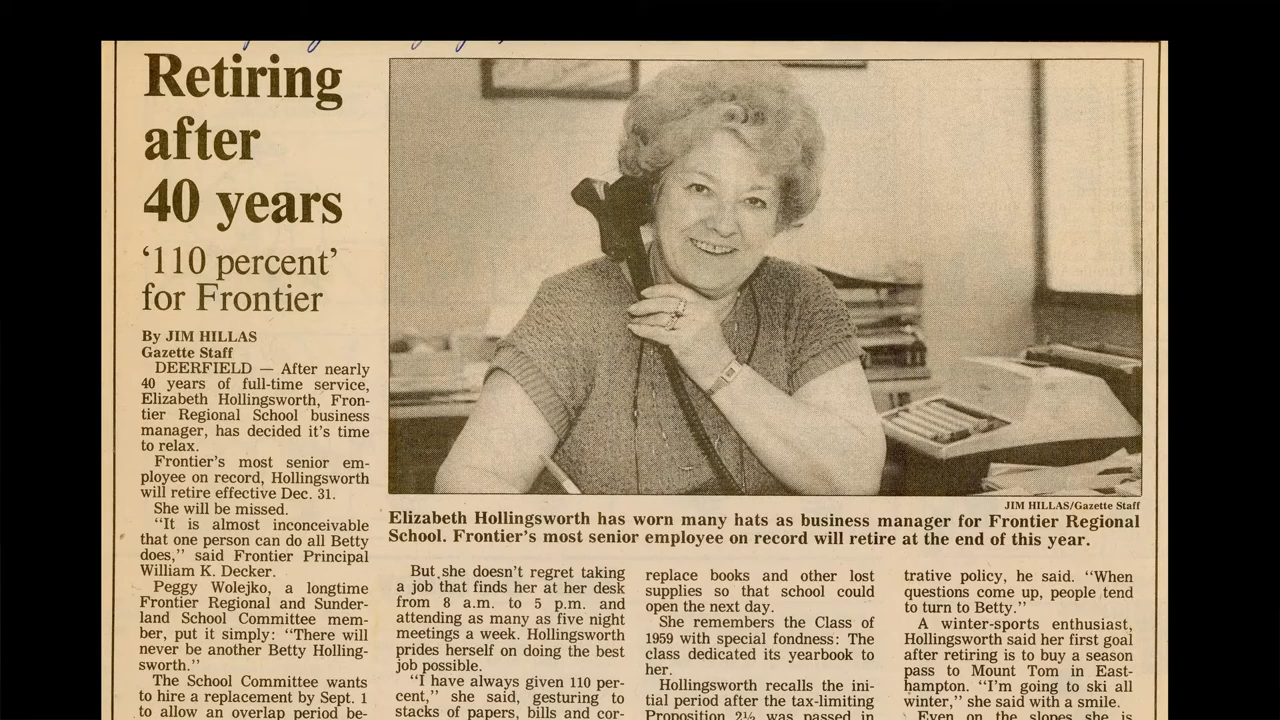 Retiring
after
40 years
‘110 percent’
for Frontier
By JIM HILLAS
Gazette Staff
DEERFIELD — After nearly
40 years of full-time service,
Elizabeth Hollingsworth, Fron-
tier Regional School business
manager, has decided it’s time
to relax.
Frontier’s most senior em-
ployee on record, Hollingsworth
will retire effective Dec. 31.
She will be missed.
“It is almost inconceivable
that one person can do all Betty
does,” said Frontier Principal
William K. Decker.
Peggy Wolejko, a longtime
Frontier Regional and Sunder-
land School Committee mem-
ber, put it simply: “There will
never be another Betty Holling-
sworth.”
The School Committee wants
to hire a replacement by Sept. 1
to allow an overlap period be-
JIM HILLAS/Gazette Staff
Elizabeth Hollingsworth has worn many hats as business manager for Frontier Regional
School. Frontier’s most senior employee on record will retire at the end of this year.
But she doesn’t regret taking
a job that finds her at her desk
from 8 a.m. to 5 p.m. and
attending as many as five night
meetings a week. Hollingsworth
prides herself on doing the best
job possible.
“I have always given 110 per-
cent,” she said, gesturing to
stacks of papers, bills and cor-
replace books and other lost
supplies so that school could
open the next day.
She remembers the Class of
1959 with special fondness: The
class dedicated its yearbook to
her.
Hollingsworth recalls the ini-
tial period after the tax-limiting
Proposition 2½ was passed in
trative policy, he said. “When
questions come up, people tend
to turn to Betty.”
A winter-sports enthusiast,
Hollingsworth said her first goal
after retiring is to buy a season
pass to Mount Tom in East-
hampton. “I’m going to ski all
winter,” she said with a smile.
Even on the slopes she is